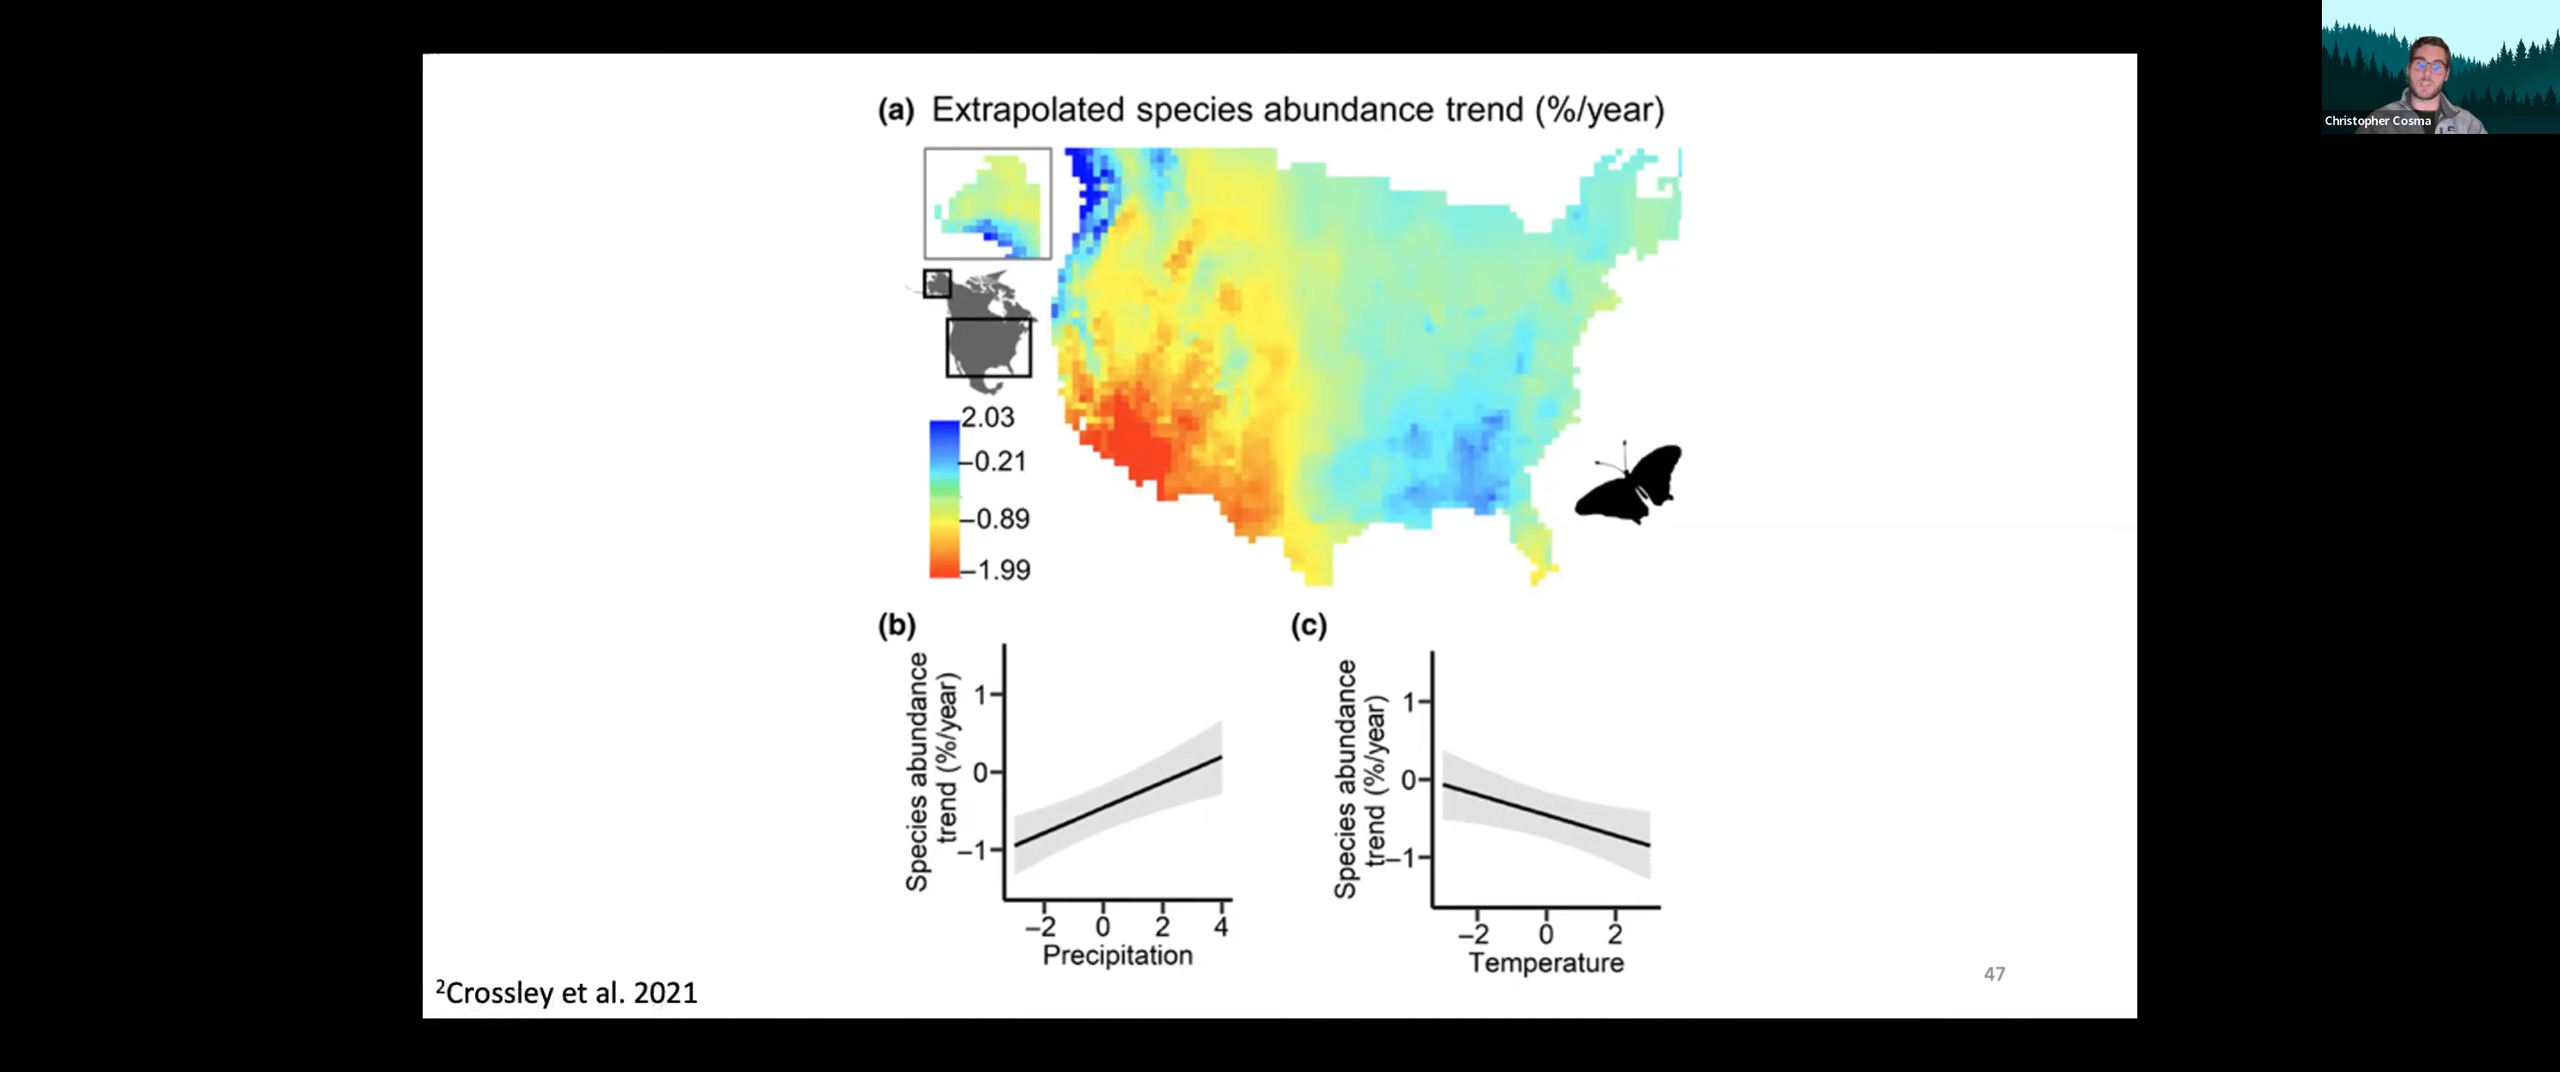 (a) Extrapolated species abundance trend (%/year)
Christopher Cosma
2.03
–0.21
–0.89
–1.99
(b)
Species abundance
trend (%/year)
1
0
–1
–2 0 2 4
Precipitation
(c)
Species abundance
trend (%/year)
1
0
–1
–2 0 2
Temperature
47
²Crossley et al. 2021